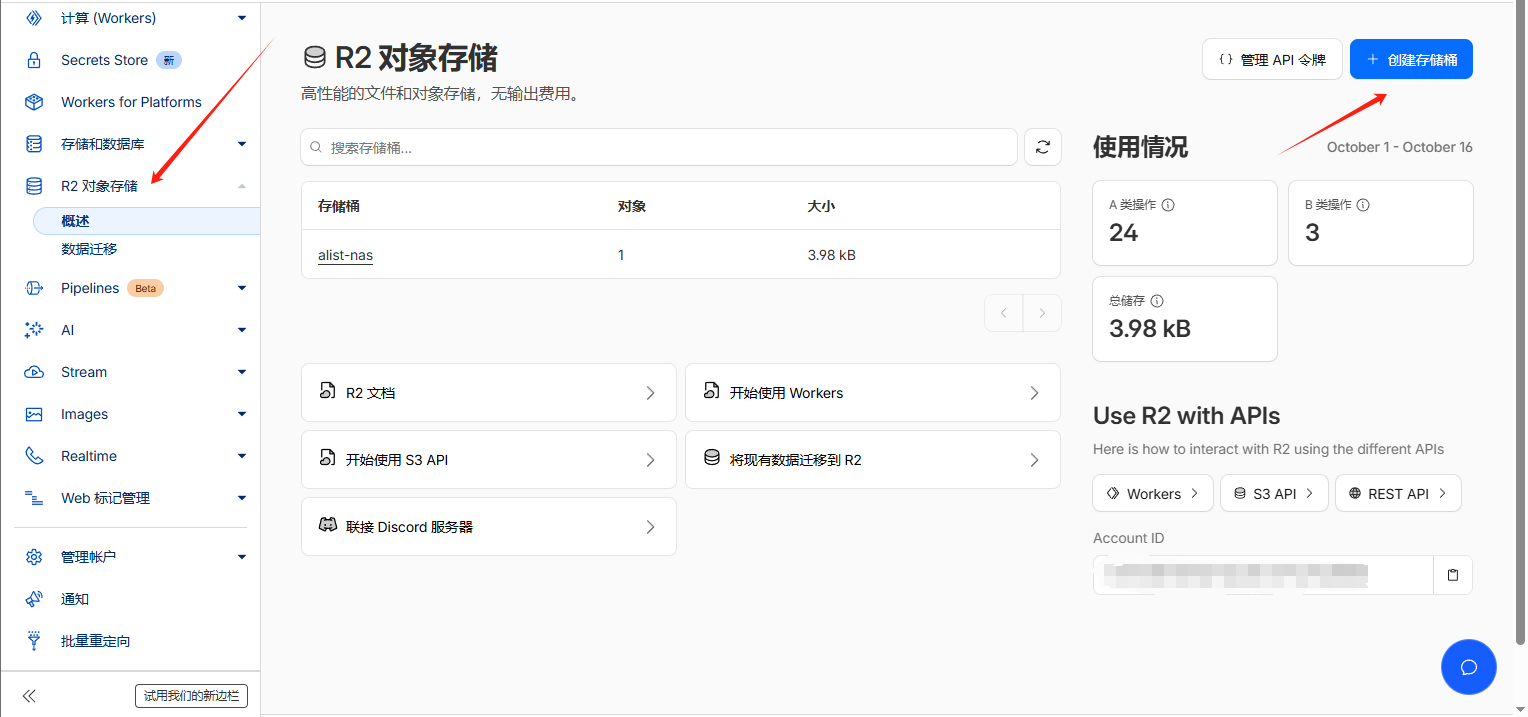 计算 (Workers)
Secrets Store 新
Workers for Platforms
存储和数据库
R2 对象存储
概述
数据迁移
Pipelines Beta
AI
Stream
Images
Realtime
Web 标记管理
管理帐户
通知
批量重定向
试用我们的新边栏
R2 对象存储
高性能的文件和对象存储，无输出费用。
管理 API 令牌
创建存储桶
搜索存储桶...
存储桶 对象 大小
alist-nas 1 3.98 kB
R2 文档
开始使用 Workers
开始使用 S3 API
将现有数据迁移到 R2
联接 Discord 服务器
使用情况
October 1 - October 16
A 类操作
24
B 类操作
3
总储存
3.98 kB
Use R2 with APIs
Here is how to interact with R2 using the different APIs
Workers
S3 API
REST API
Account ID